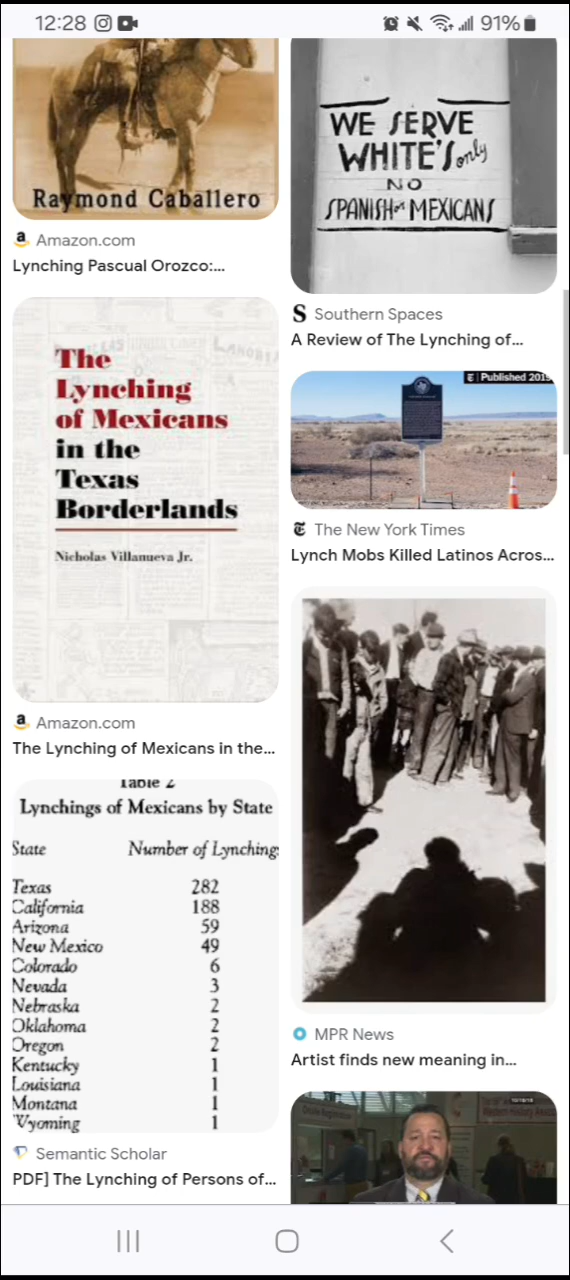 12:28
91%
Raymond Caballero
Amazon.com
Lynching Pascual Orozco:...
WE SERVE
WHITE'S only
NO
SPANISH or MEXICANS
Southern Spaces
A Review of The Lynching of...
The
Lynching
of Mexicans
in the
Texas
Borderlands
Nicholas Villanueva Jr.
Amazon.com
The Lynching of Mexicans in the...
Published 2019
The New York Times
Lynch Mobs Killed Latinos Acros...
Table 2
Lynchings of Mexicans by State
State Number of Lynchings
Texas 282
California 188
Arizona 59
New Mexico 49
Colorado 6
Nevada 3
Nebraska 2
Oklahoma 2
Oregon 2
Kentucky 1
Louisiana 1
Montana 1
Wyoming 1
Semantic Scholar
PDF] The Lynching of Persons of...
MPR News
Artist finds new meaning in...